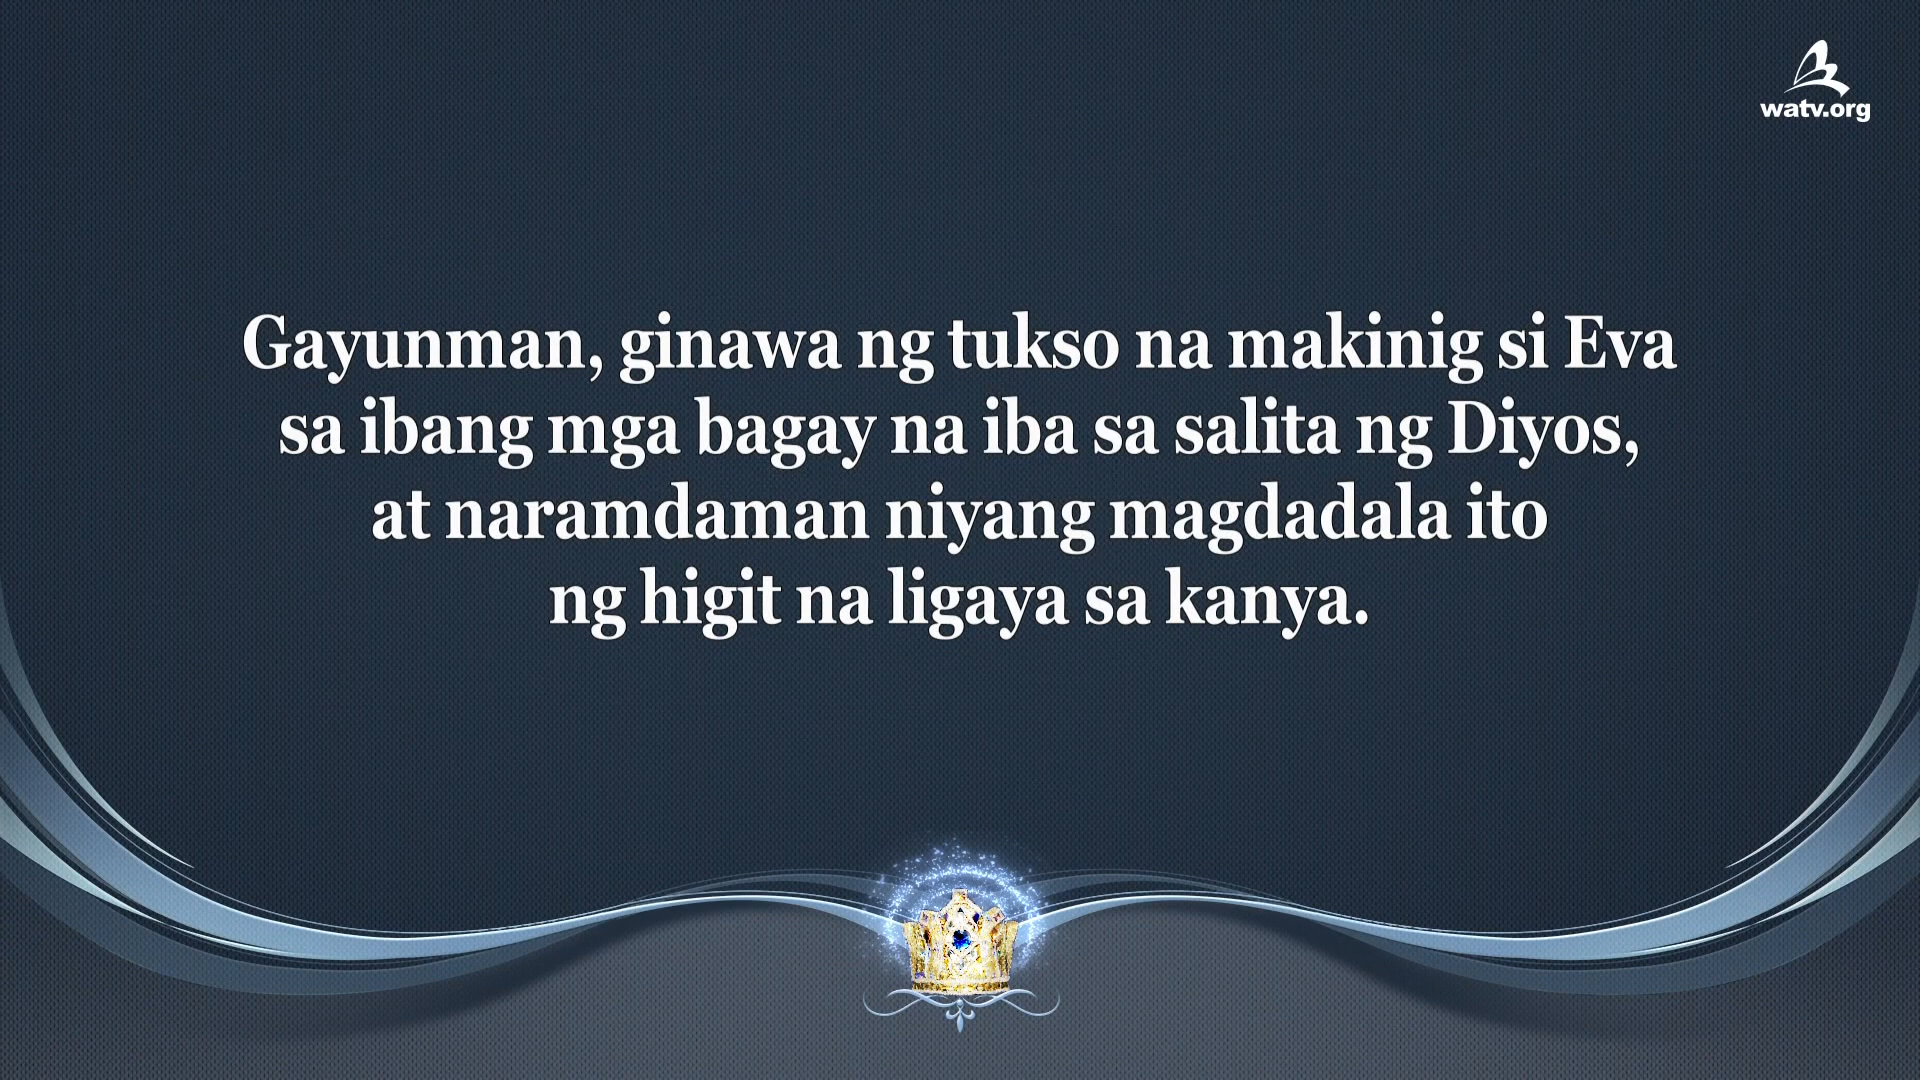 watv.org
Gayunman, ginawa ng tukso na makinig si Eva
sa ibang mga bagay na iba sa salita ng Diyos,
at naramdaman niyang magdadala ito
ng higit na ligaya sa kanya.